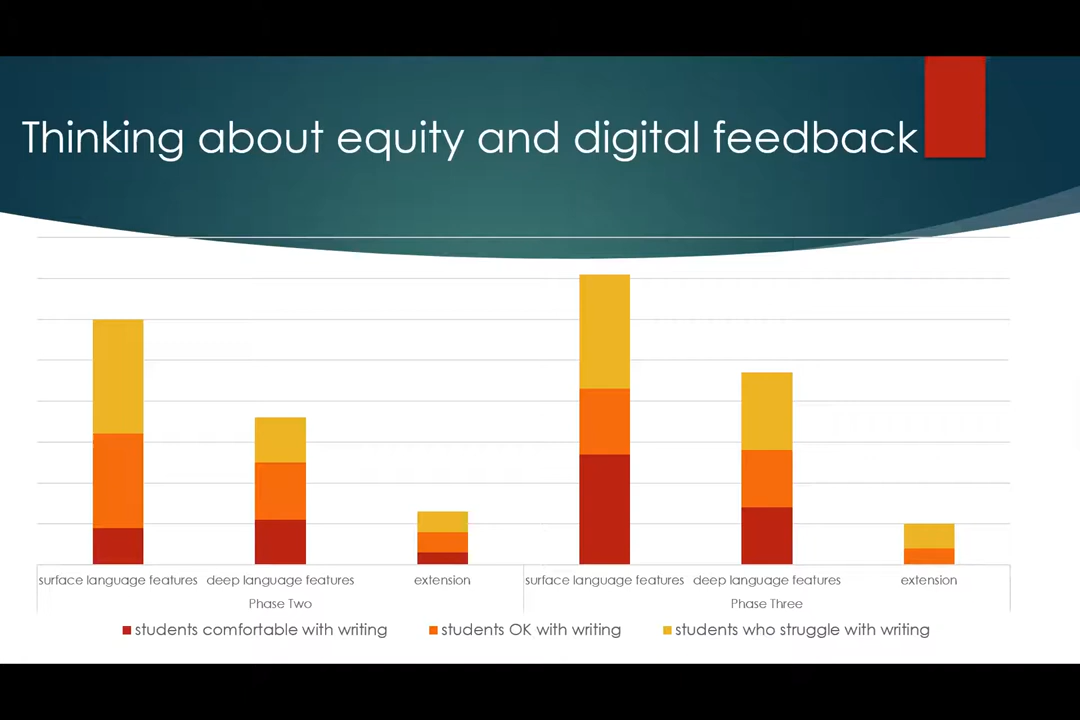 Thinking about equity and digital feedback
surface language features deep language features extension surface language features deep language features extension
Phase Two Phase Three
students comfortable with writing students OK with writing students who struggle with writing